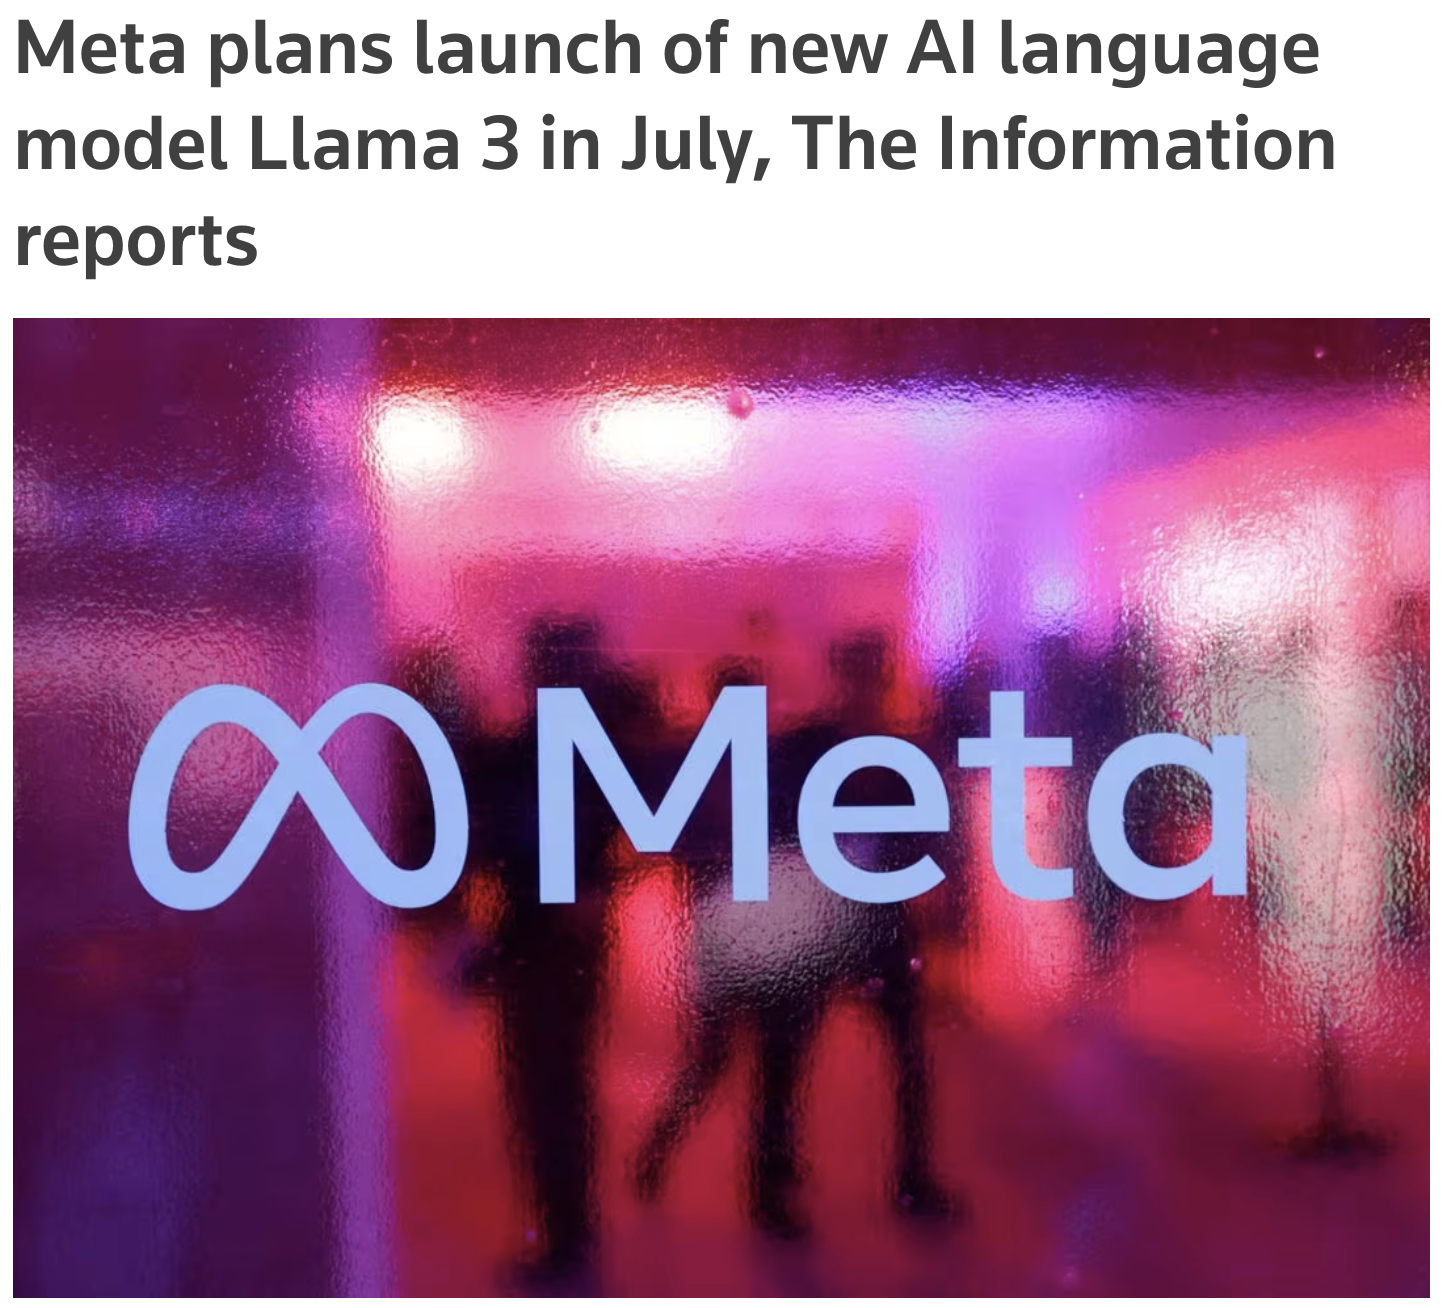 Meta plans launch of new AI language
model Llama 3 in July, The Information
reports
Meta